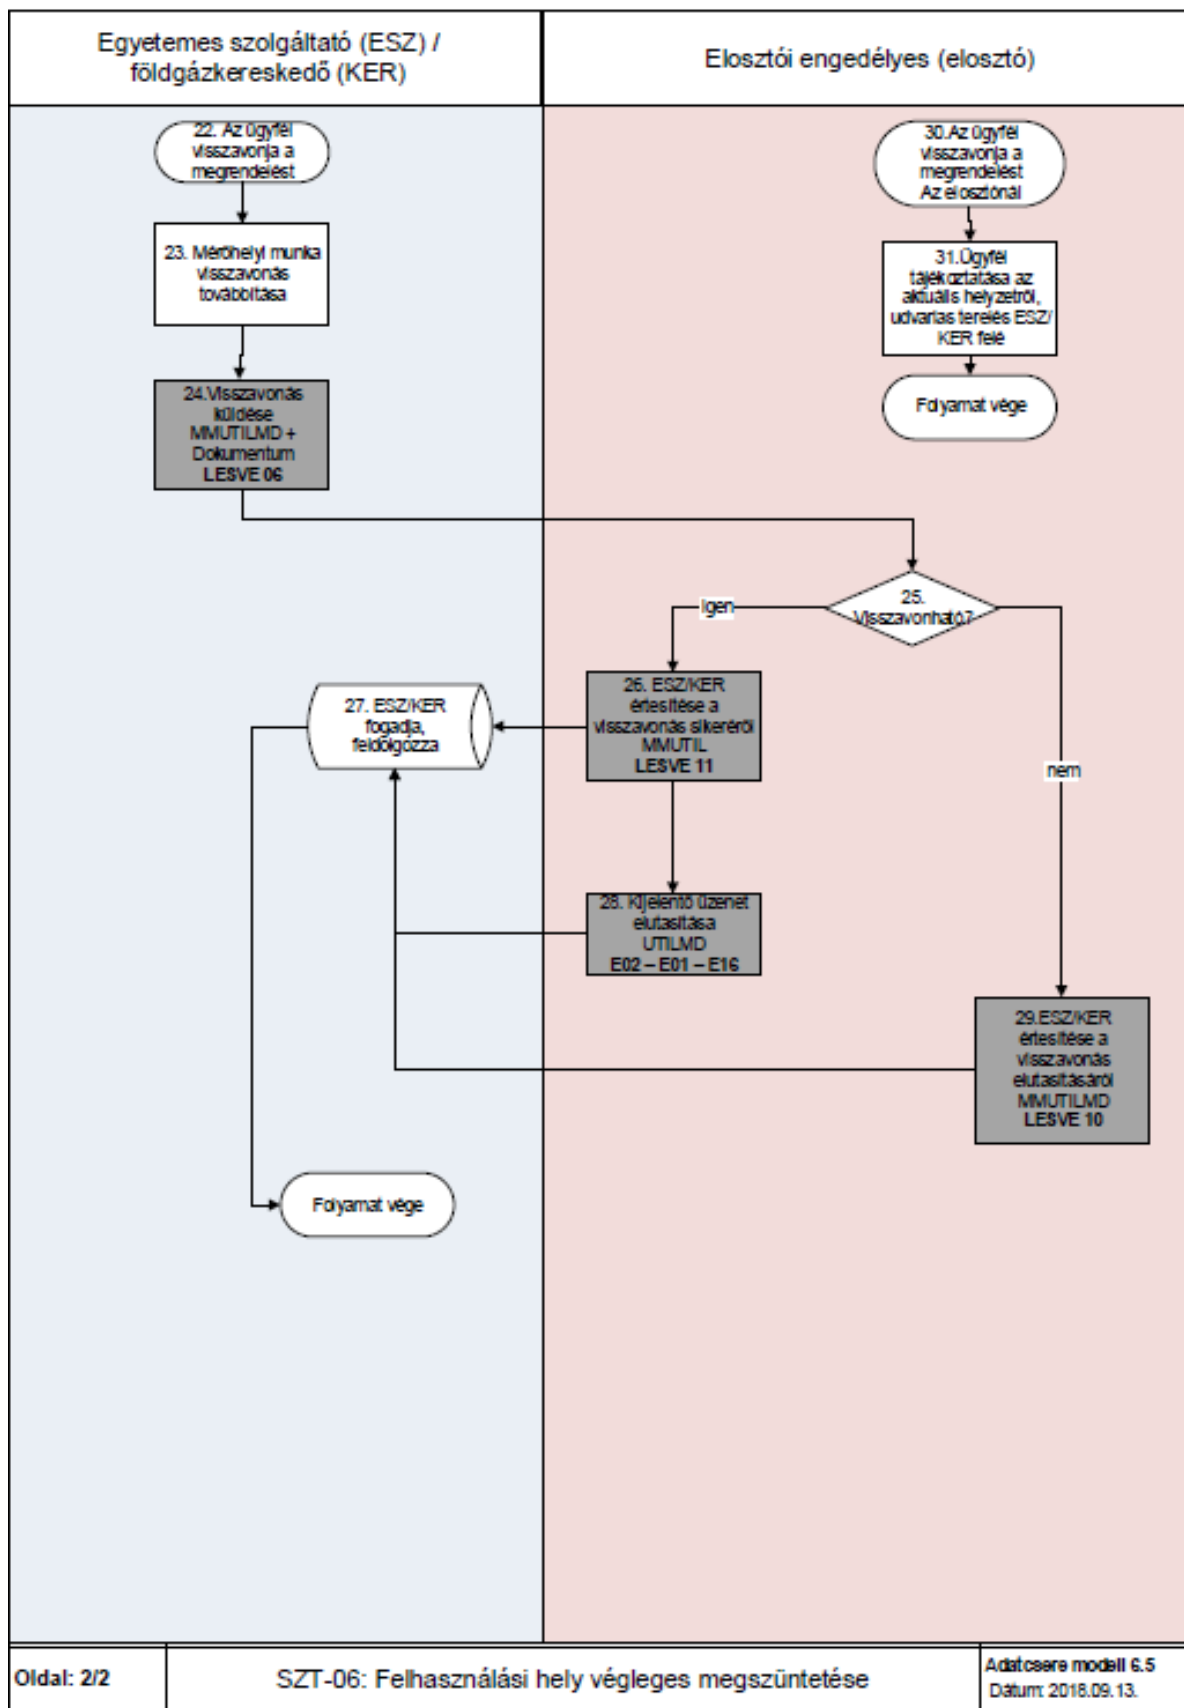 Egyetemes szolgáltató (ESZ) /
földgázkereskedő (KER)
Elosztói engedélyes (elosztó)
22. Az ügyfél
visszavonja a
megrendelést
23. Mérőhelyi munka
visszavonás
továbbítása
24.Visszavonás
küldése
MMUTILMD +
Dokumentum
LESVE 06
30.Az ügyfél
visszavonja a
megrendelést
Az elosztónál
31.Ügyfél
tájékoztatása az
aktuális helyzetről,
udvarias terelés ESZ/
KER felé
Folyamat vége
25.
Visszavonható?
igen
nem
26. ESZ/KER
értesítése a
visszavonás sikeréről
MMUTIL
LESVE 11
27. ESZ/KER
fogadja,
feldolgozza
28. Kijelentő üzenet
elutasítása
UTILMD
E02 – E01 – E16
29.ESZ/KER
értesítése a
visszavonás
elutasításáról
MMUTILMD
LESVE 10
Folyamat vége
Oldal: 2/2
SZT-06: Felhasználási hely végleges megszüntetése
Adatcsere modell 6.5
Dátum: 2018.09.13.